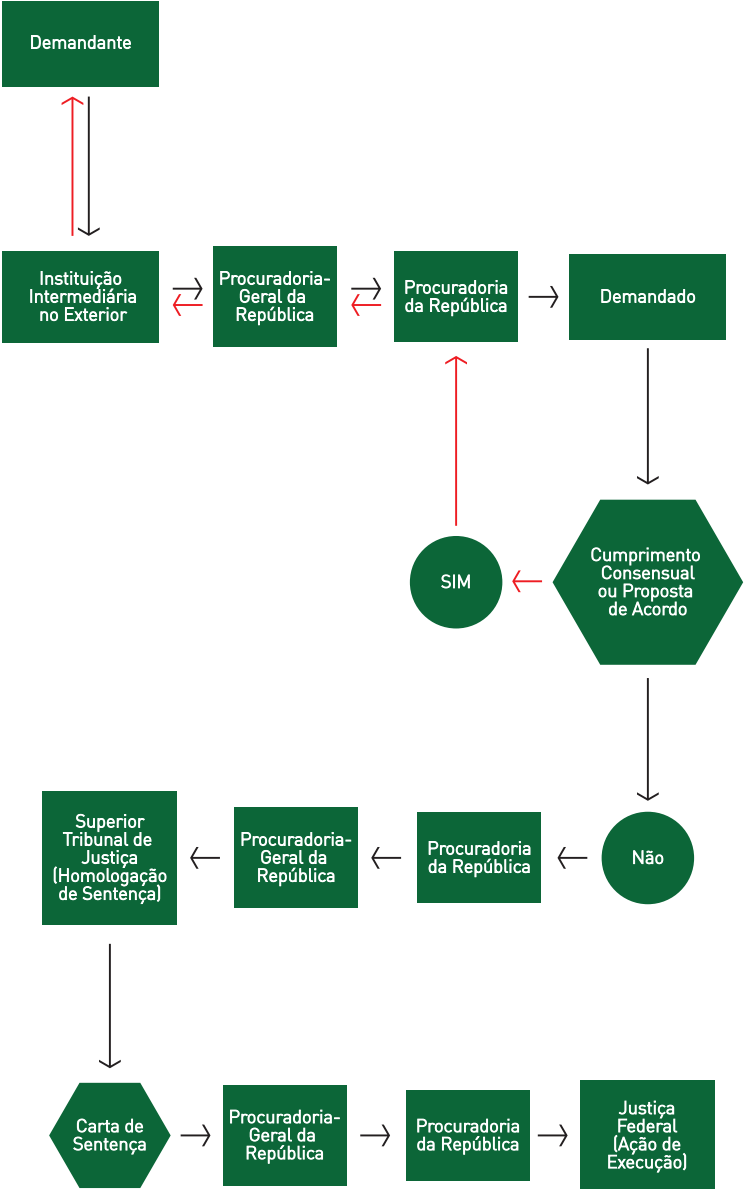 Demandante
Instituição
Intermediária
no Exterior
Procuradoria-
Geral da
República
Procuradoria
da República
Demandado
Cumprimento
Consensual
ou Proposta
de Acordo
SIM
Não
Procuradoria
da República
Procuradoria-
Geral da
República
Superior
Tribunal de
Justiça
(Homologação
de Sentença)
Carta de
Sentença
Procuradoria-
Geral da
República
Procuradoria
da República
Justiça
Federal
(Ação de
Execução)